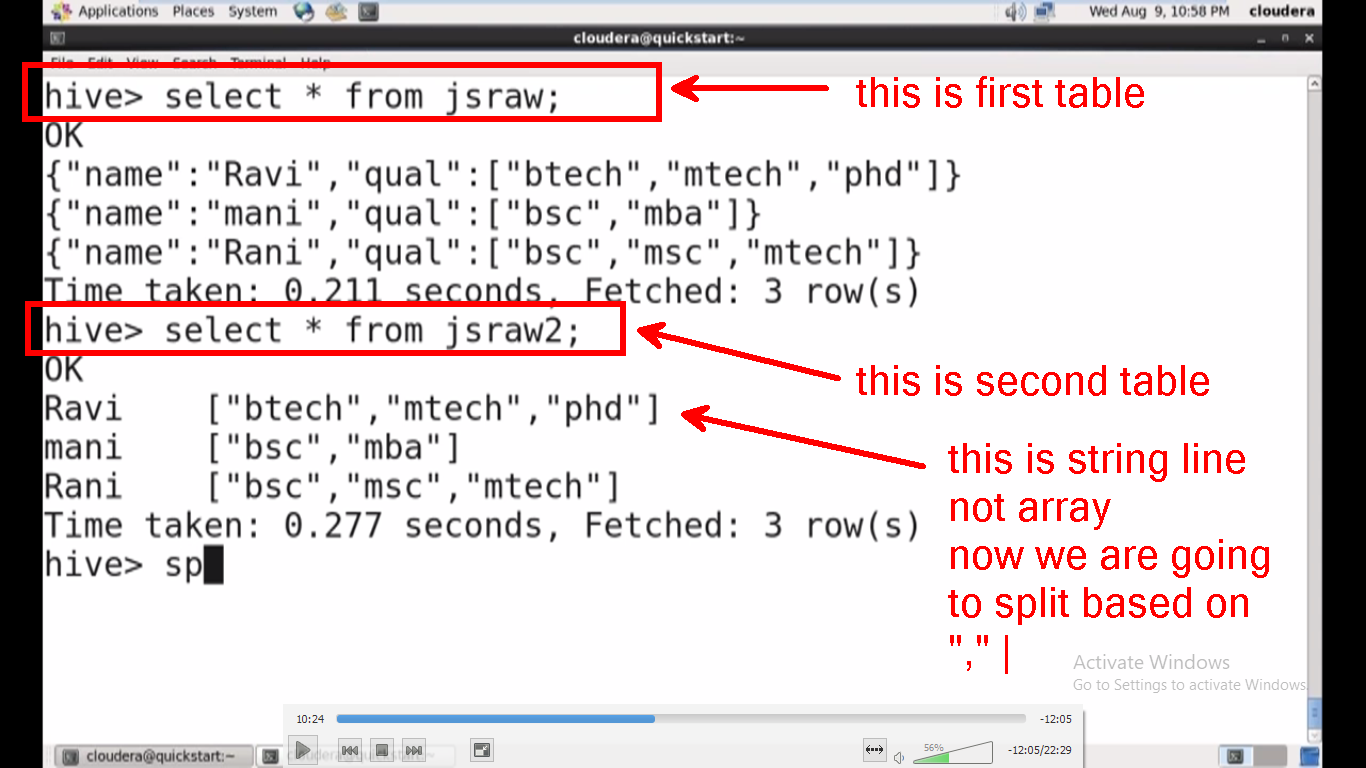 Applications Places System Wed Aug 9, 10:58 PM cloudera
cloudera@quickstart:~
File Edit View Search Terminal Help
hive> select * from jsraw;
this is first table
OK
{"name":"Ravi","qual":["btech","mtech","phd"]}
{"name":"mani","qual":["bsc","mba"]}
{"name":"Rani","qual":["bsc","msc","mtech"]}
Time taken: 0.211 seconds, Fetched: 3 row(s)
hive> select * from jsraw2;
OK
this is second table
Ravi ["btech","mtech","phd"]
mani ["bsc","mba"]
Rani ["bsc","msc","mtech"]
Time taken: 0.277 seconds, Fetched: 3 row(s)
hive> sp
this is string line
not array
now we are going
to split based on
","
Activate Windows
Go to Settings to activate Windows.
10:24 -12:05
56% -12:05/22:29
cloudera@quickstart:~ cloudera@quickstart:~